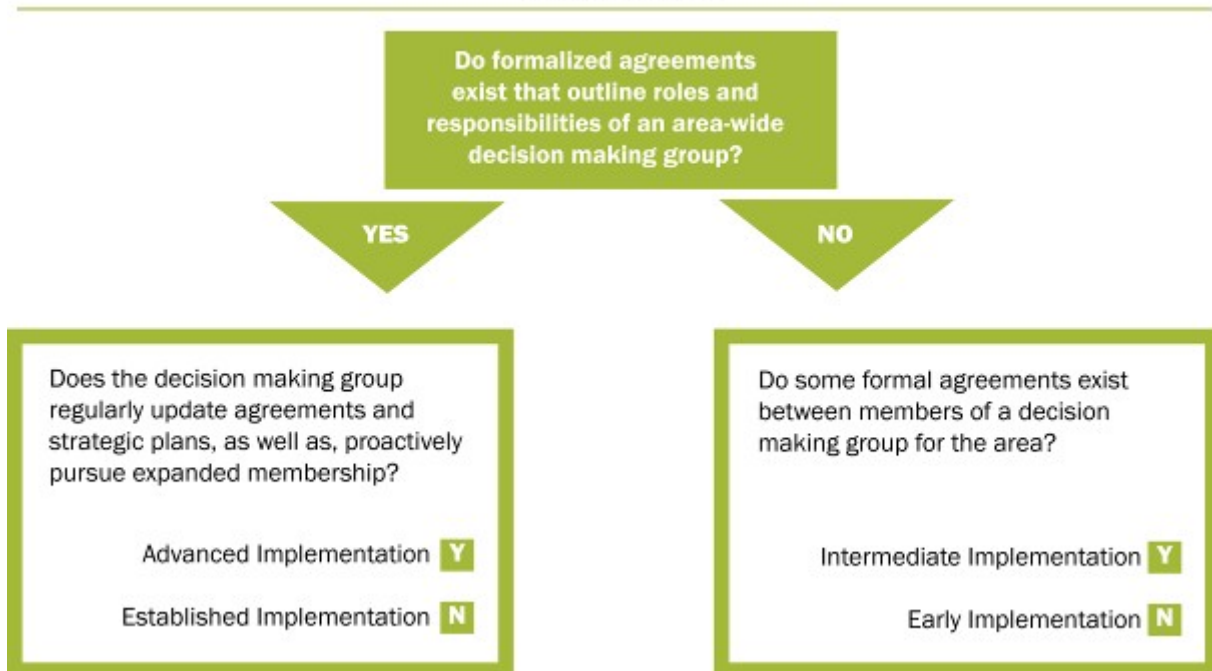 Do formalized agreements
exist that outline roles and
responsibilities of an area-wide
decision making group?
YES
NO
Does the decision making group
regularly update agreements and
strategic plans, as well as, proactively
pursue expanded membership?
Advanced Implementation Y
Established Implementation N
Do some formal agreements exist
between members of a decision
making group for the area?
Intermediate Implementation Y
Early Implementation N